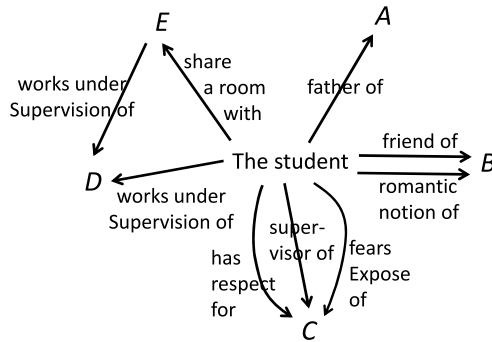 A
E
share
a room
with
works under
Supervision of
father of
friend of
The student
B
romantic
notion of
D
works under
Supervision of
super-
visor of
has
respect
for
fears
Expose
of
C